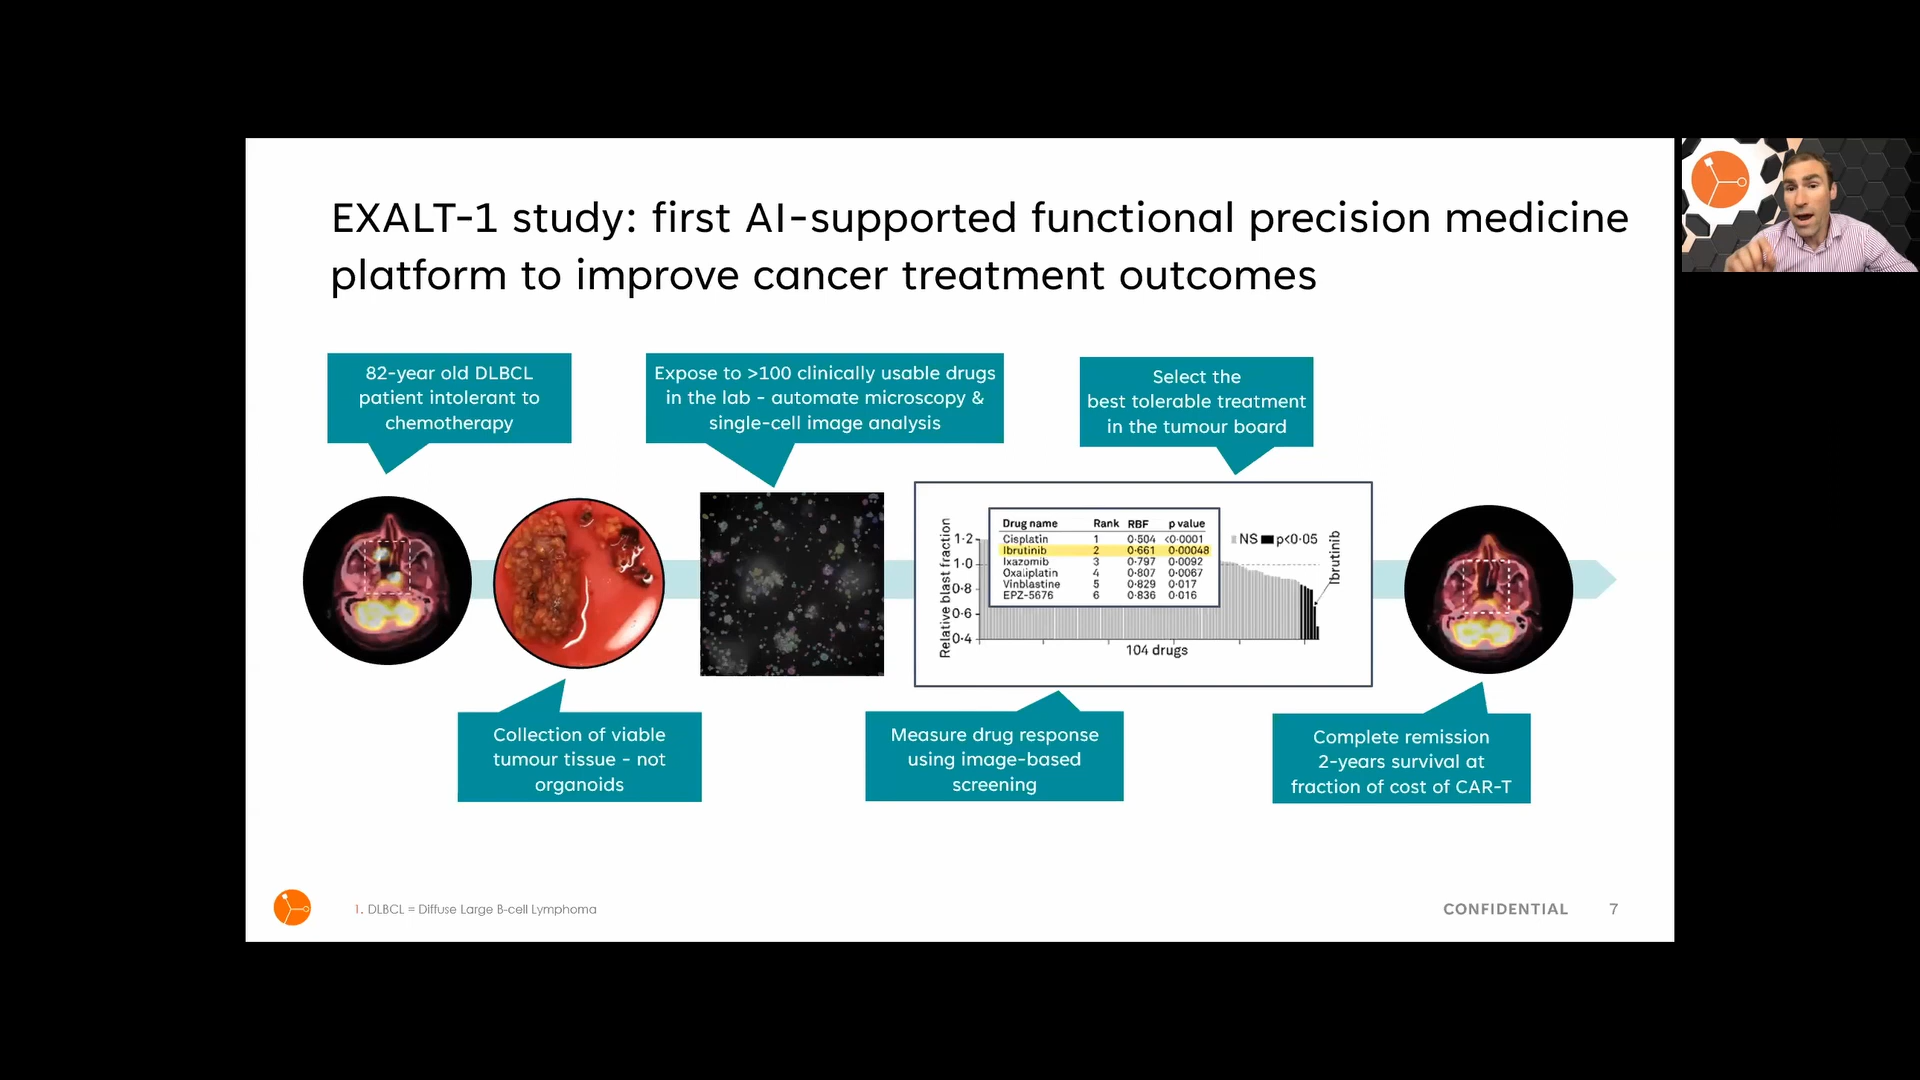 EXALT-1 study: first AI-supported functional precision medicine
platform to improve cancer treatment outcomes
82-year old DLBCL
patient intolerant to
chemotherapy
Expose to >100 clinically usable drugs
in the lab - automate microscopy &
single-cell image analysis
Select the
best tolerable treatment
in the tumour board
Relative blast fraction
1·2
1·0
0·8
0·6
0·4
Drug name Rank RBF p value
Cisplatin 1 0·504 <0·0001
Ibrutinib 2 0·661 0·00048
Ixazomib 3 0·797 0·0092
Oxaliplatin 4 0·807 0·0067
Vinblastine 5 0·829 0·017
EPZ-5676 6 0·836 0·016
NS p<0·05
Ibrutinib
104 drugs
Collection of viable
tumour tissue - not
organoids
Measure drug response
using image-based
screening
Complete remission
2-years survival at
fraction of cost of CAR-T
1. DLBCL = Diffuse Large B-cell Lymphoma
CONFIDENTIAL 7